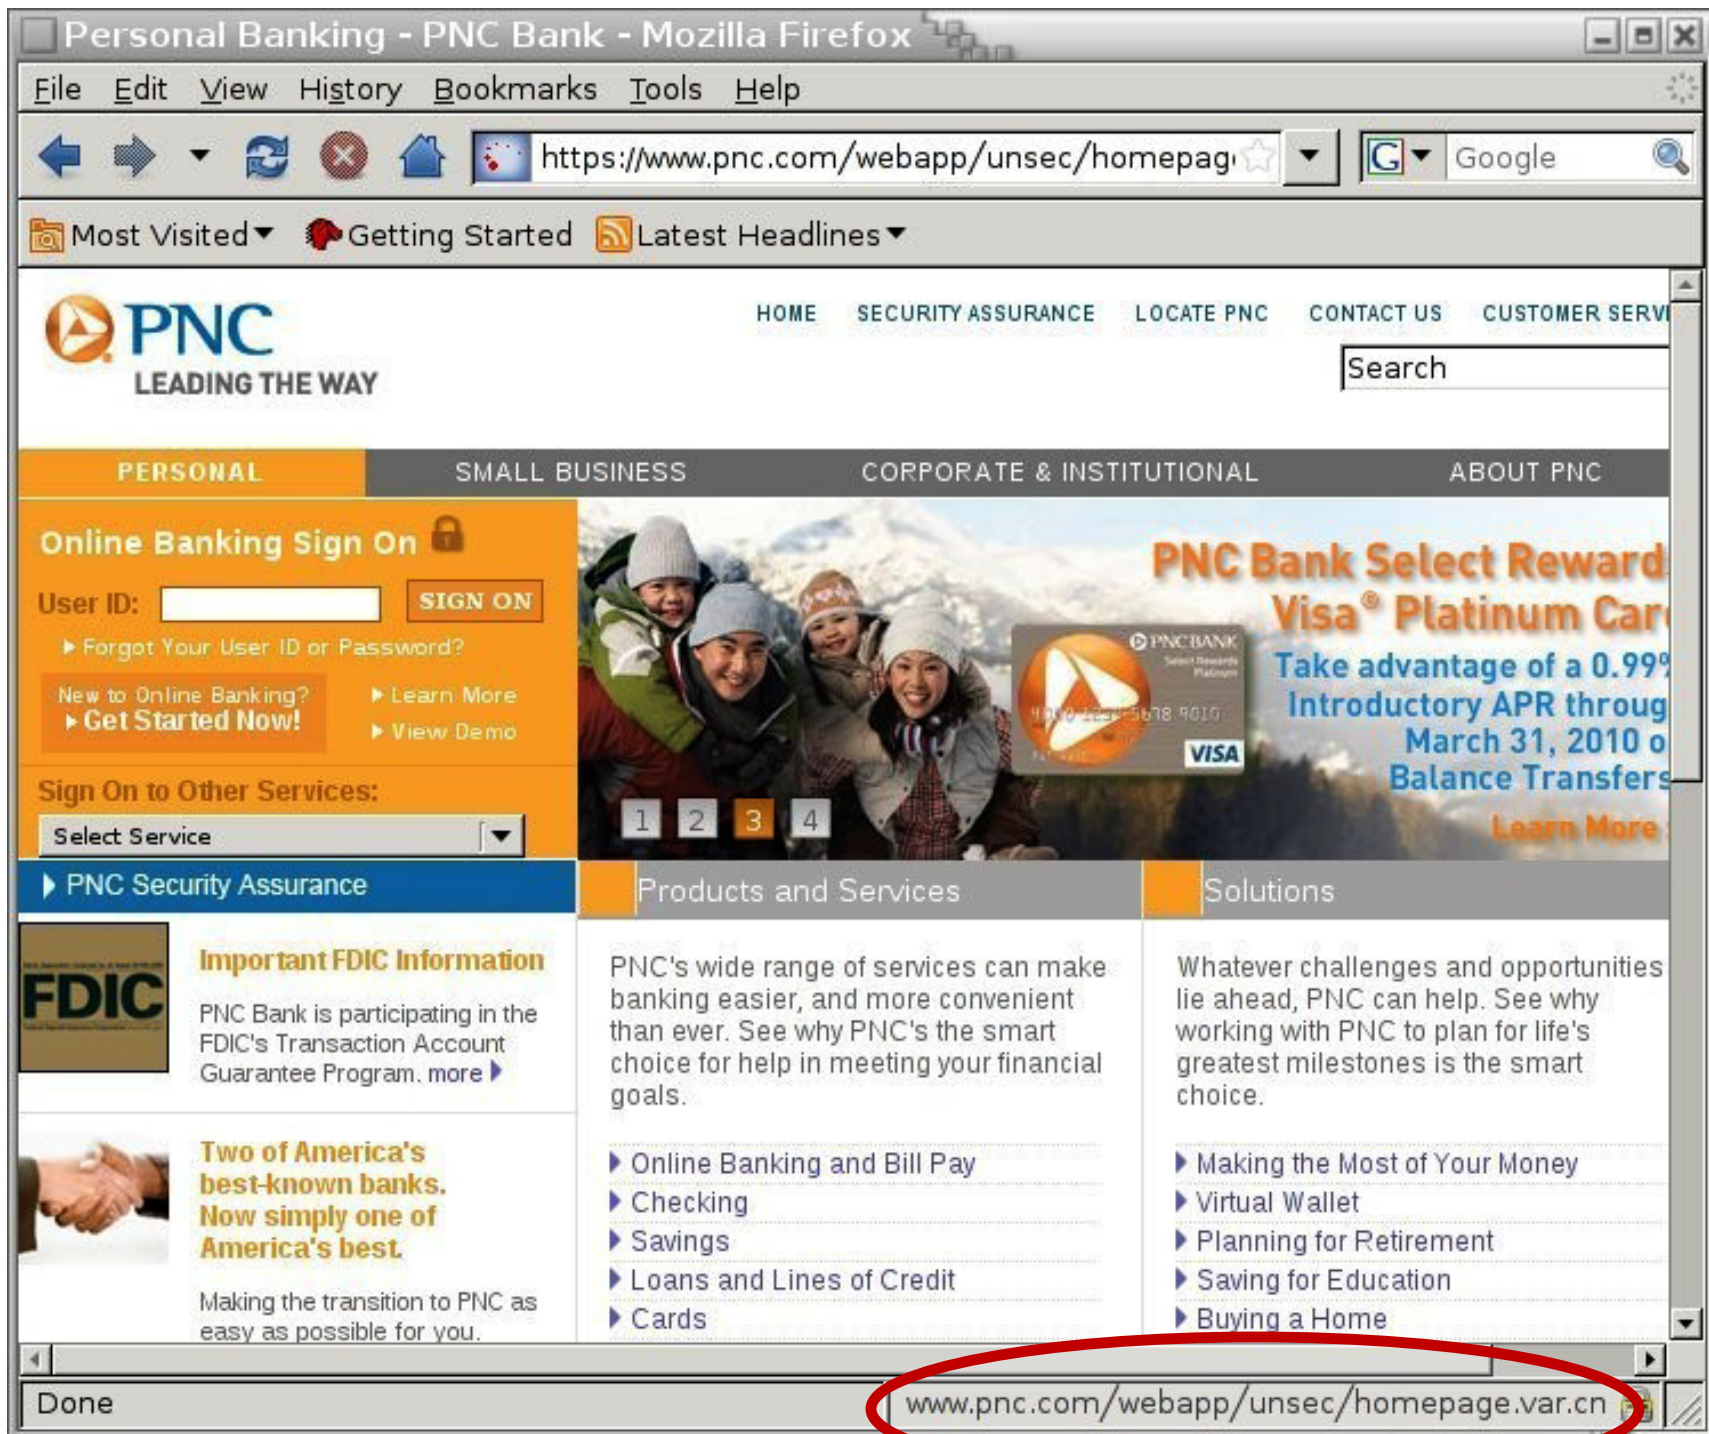 Personal Banking - PNC Bank - Mozilla Firefox
File Edit View History Bookmarks Tools Help
https://www.pnc.com/webapp/unsec/homepag
G Google
Most Visited Getting Started Latest Headlines
PNC
LEADING THE WAY
HOME SECURITY ASSURANCE LOCATE PNC CONTACT US CUSTOMER SERVI
Search
PERSONAL SMALL BUSINESS CORPORATE & INSTITUTIONAL ABOUT PNC
Online Banking Sign On
User ID: SIGN ON
Forgot Your User ID or Password?
New to Online Banking?
Get Started Now!
Learn More
View Demo
Sign On to Other Services:
Select Service
PNC Bank Select Reward
Visa® Platinum Car
Take advantage of a 0.99%
Introductory APR throug
March 31, 2010 o
Balance Transfers
Learn More
PNCBANK
Select Rewards
Platinum
5678 9010
VISA
1 2 3 4
PNC Security Assurance
FDIC
Important FDIC Information
PNC Bank is participating in the
FDIC's Transaction Account
Guarantee Program. more
Two of America's
best-known banks.
Now simply one of
America's best.
Making the transition to PNC as
easy as possible for you.
Products and Services
PNC's wide range of services can make
banking easier, and more convenient
than ever. See why PNC's the smart
choice for help in meeting your financial
goals.
Online Banking and Bill Pay
Checking
Savings
Loans and Lines of Credit
Cards
Solutions
Whatever challenges and opportunities
lie ahead, PNC can help. See why
working with PNC to plan for life's
greatest milestones is the smart
choice.
Making the Most of Your Money
Virtual Wallet
Planning for Retirement
Saving for Education
Buying a Home
Done
www.pnc.com/webapp/unsec/homepage.var.cn